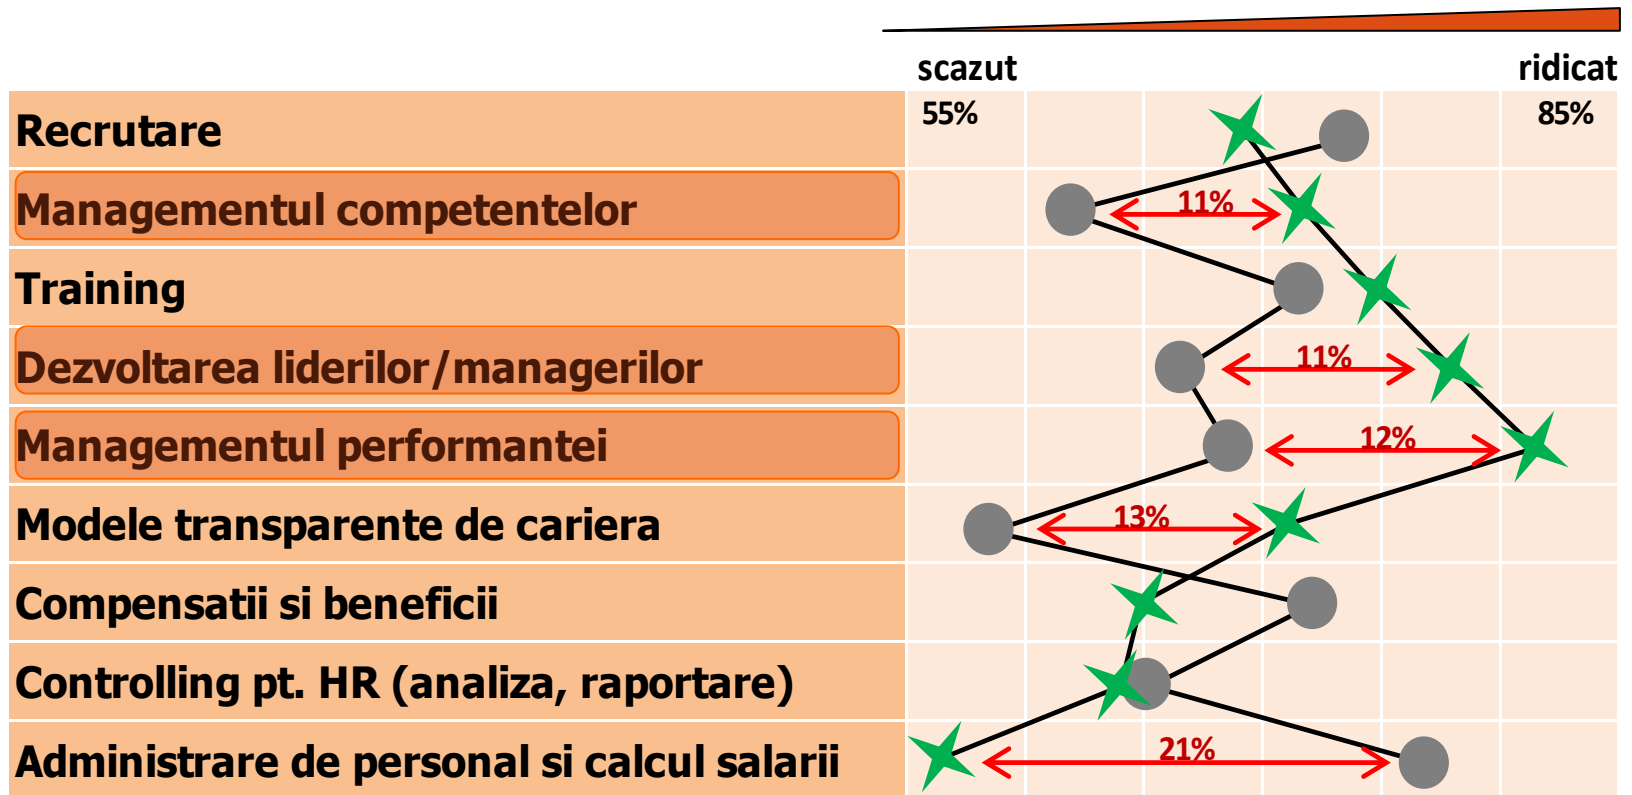 scazut ridicat
55% 85%
Recrutare
Managementul competentelor 11%
Training
Dezvoltarea liderilor/managerilor 11%
Managementul performantei 12%
Modele transparente de cariera 13%
Compensatii si beneficii
Controlling pt. HR (analiza, raportare)
Administrare de personal si calcul salarii 21%